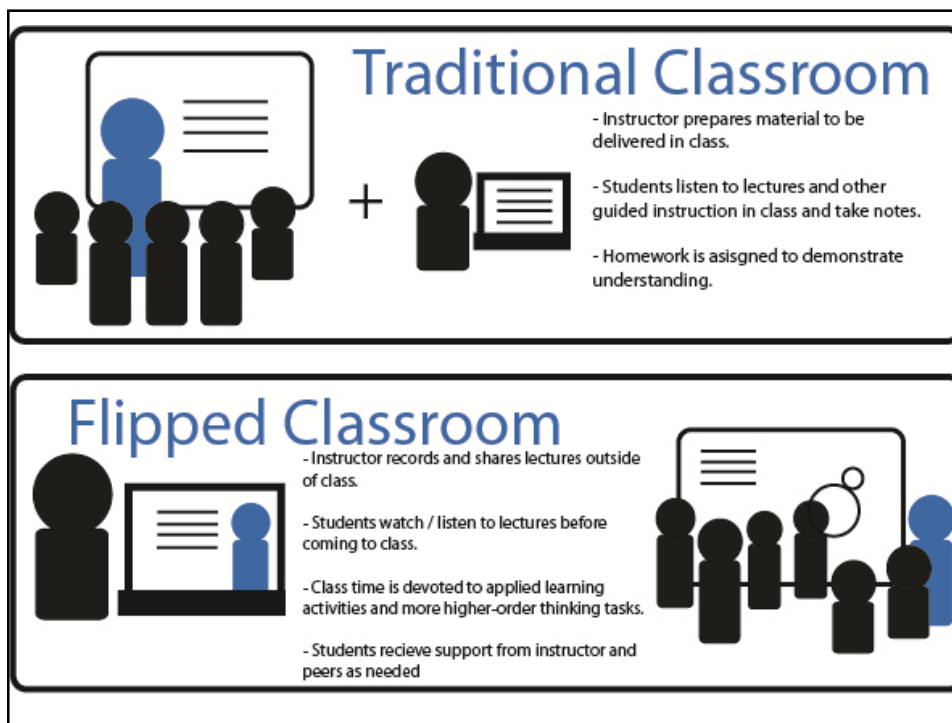 Traditional Classroom
- Instructor prepares material to be
delivered in class.
- Students listen to lectures and other
guided instruction in class and take notes.
- Homework is asisgned to demonstrate
understanding.
Flipped Classroom
- Instructor records and shares lectures outside
of class.
- Students watch / listen to lectures before
coming to class.
- Class time is devoted to applied learning
activities and more higher-order thinking tasks.
- Students recieve support from instructor and
peers as needed